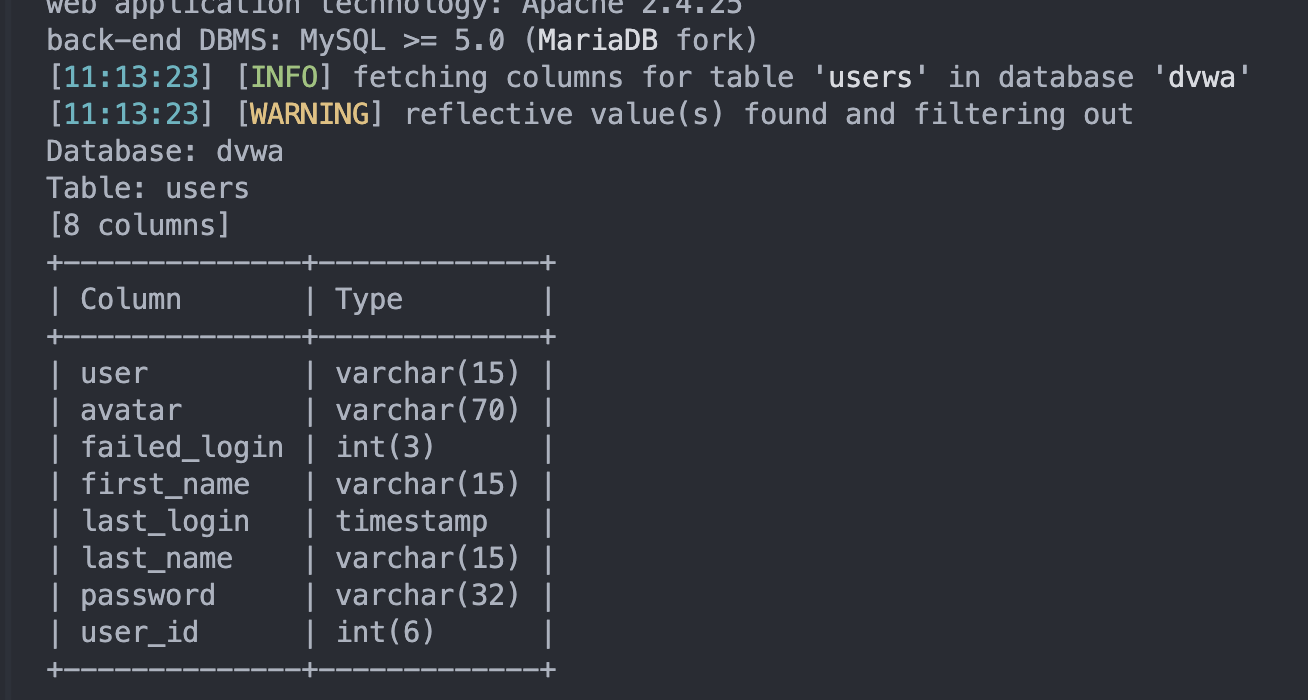 web application technology: Apache 2.4.25
back-end DBMS: MySQL >= 5.0 (MariaDB fork)
[11:13:23] [INFO] fetching columns for table 'users' in database 'dvwa'
[11:13:23] [WARNING] reflective value(s) found and filtering out
Database: dvwa
Table: users
[8 columns]
+--------------+-------------+
| Column       | Type        |
+--------------+-------------+
| user         | varchar(15) |
| avatar       | varchar(70) |
| failed_login | int(3)      |
| first_name   | varchar(15) |
| last_login   | timestamp   |
| last_name    | varchar(15) |
| password     | varchar(32) |
| user_id      | int(6)      |
+--------------+-------------+